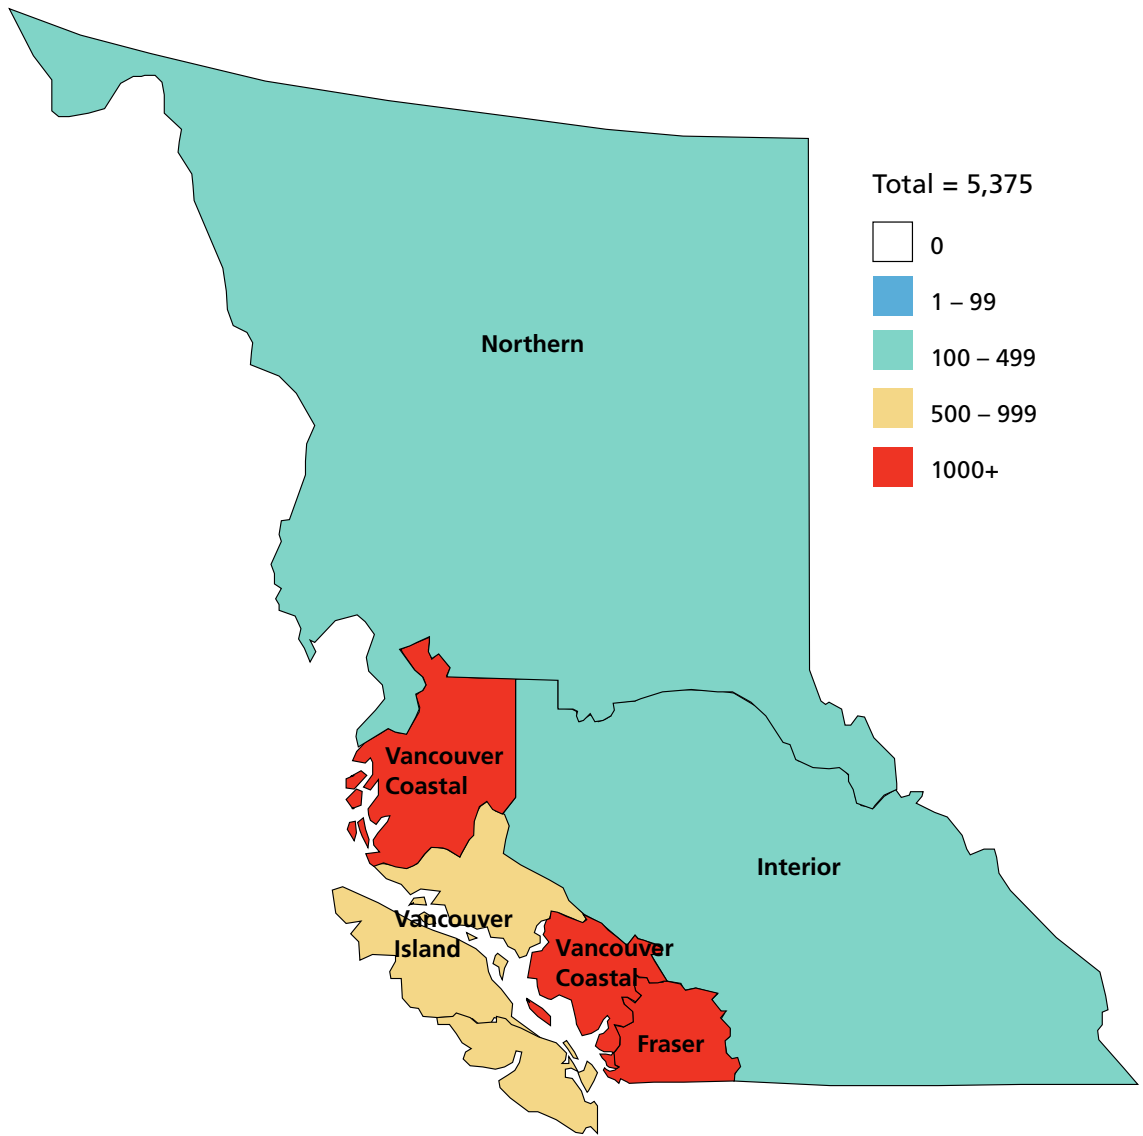 Total = 5,375
0
1 – 99
100 – 499
500 – 999
1000+
Northern
Vancouver
Coastal
Interior
Vancouver
Island
Vancouver
Coastal
Fraser